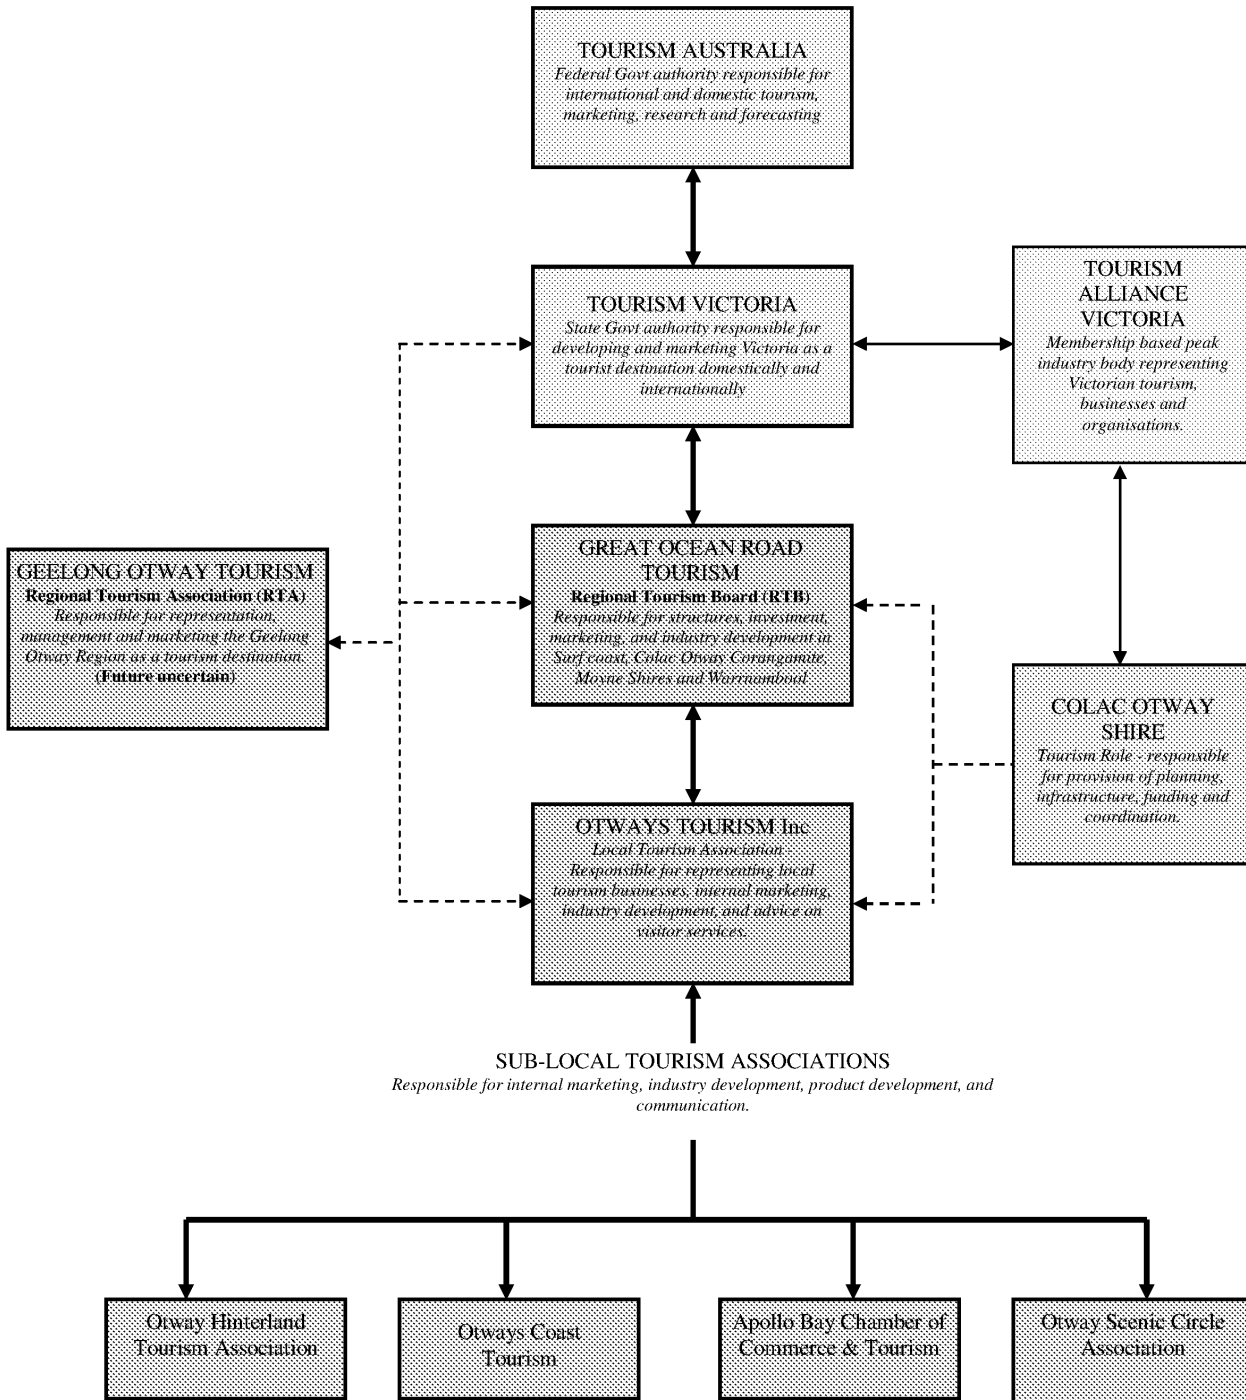 TOURISM AUSTRALIA
Federal Govt authority responsible for
international and domestic tourism,
marketing, research and forecasting
TOURISM VICTORIA
State Govt authority responsible for
developing and marketing Victoria as a
tourist destination domestically and
internationally
TOURISM
ALLIANCE
VICTORIA
Membership based peak
industry body representing
Victorian tourism,
businesses and
organisations.
GEELONG OTWAY TOURISM
Regional Tourism Association (RTA)
Responsible for representation,
management and marketing the Geelong
Otway Region as a tourism destination.
(Future uncertain)
GREAT OCEAN ROAD
TOURISM
Regional Tourism Board (RTB)
Responsible for structures, investment,
marketing, and industry development in
Surf coast, Colac Otway Corangamite,
Moyne Shires and Warrnambool
COLAC OTWAY
SHIRE
Tourism Role - responsible
for provision of planning,
infrastructure, funding and
coordination.
OTWAYS TOURISM Inc
Local Tourism Association -
Responsible for representing local
tourism businesses, internal marketing,
industry development, and advice on
visitor services.
SUB-LOCAL TOURISM ASSOCIATIONS
Responsible for internal marketing, industry development, product development, and
communication.
Otway Hinterland
Tourism Association
Otways Coast
Tourism
Apollo Bay Chamber of
Commerce & Tourism
Otway Scenic Circle
Association